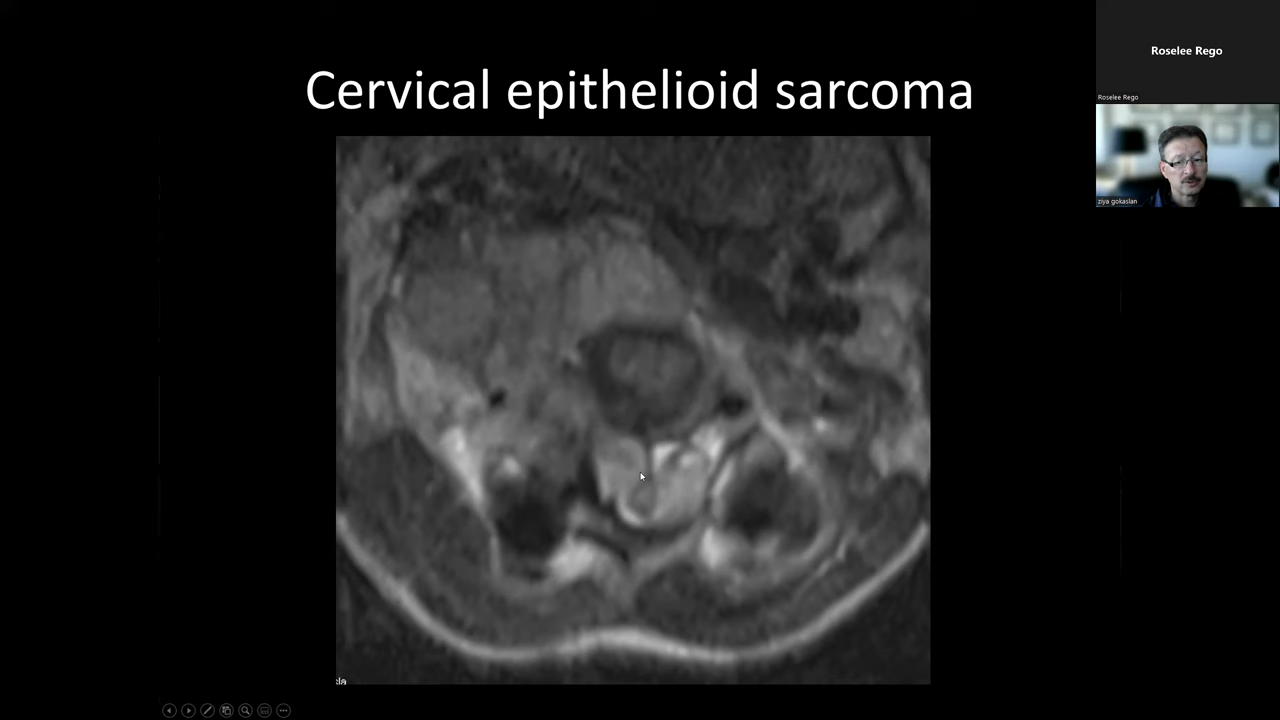 Cervical epithelioid sarcoma
Roselee Rego
Roselee Rego
ziya gokaslan